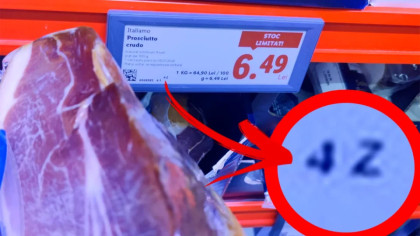 Italiano
Prosciutto
crudo
STOC
LIMITAT!
6.49
1 KG = 64,90 Lei / 100
g = 6.49 Lei
4 Z